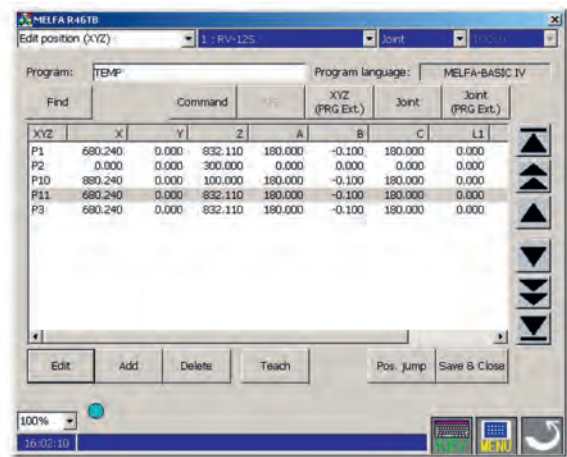 MELFA R46TB
Edit position (XYZ) 1 : RV-12S Joint 100%
Program: TEMP Program language: MELFA-BASIC IV
Find Command XYZ (PRG Ext.) Joint Joint (PRG Ext.)
XYZ X Y Z A B C L1
P1 680.240 0.000 832.110 180.000 -0.100 180.000 0.000
P2 0.000 0.000 300.000 0.000 0.000 0.000 0.000
P10 880.240 0.000 100.000 180.000 -0.100 180.000 0.000
P11 680.240 0.000 832.110 180.000 -0.100 180.000 0.000
P3 680.240 0.000 832.110 180.000 -0.100 180.000 0.000
Edit Add Delete Teach Pos. jump Save & Close
100%
16:02:10 MENU